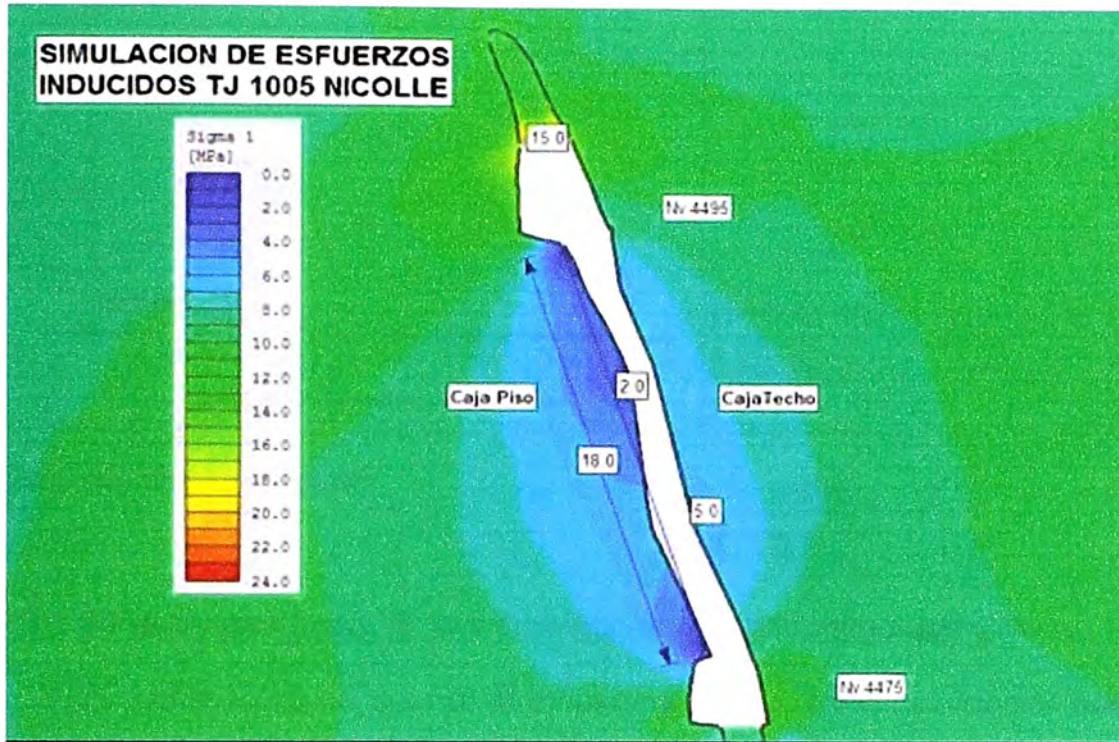 SIMULACION DE ESFUERZOS
INDUCIDOS TJ 1005 NICOLLE
Sigma 1
[MPa]
0.0
2.0
4.0
6.0
8.0
10.0
12.0
14.0
16.0
18.0
20.0
22.0
24.0
15.0
Nv 4495
2.0
Caja Piso
CajaTecho
18.0
5.0
Nv 4475